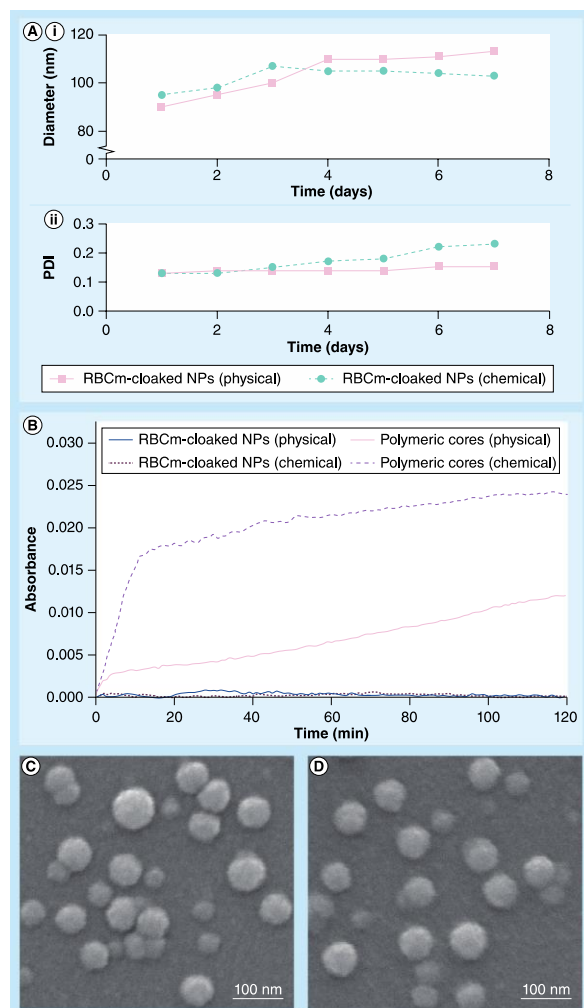 A i
120
100
80
0
Diameter (nm)
0 2 4 6 8
Time (days)
ii
0.3
0.2
0.1
0.0
PDI
0 2 4 6 8
Time (days)
RBCm-cloaked NPs (physical) RBCm-cloaked NPs (chemical)
B
0.030
0.025
0.020
0.015
0.010
0.005
0.000
Absorbance
RBCm-cloaked NPs (physical) Polymeric cores (physical)
RBCm-cloaked NPs (chemical) Polymeric cores (chemical)
0 20 40 60 80 100 120
Time (min)
C
100 nm
D
100 nm